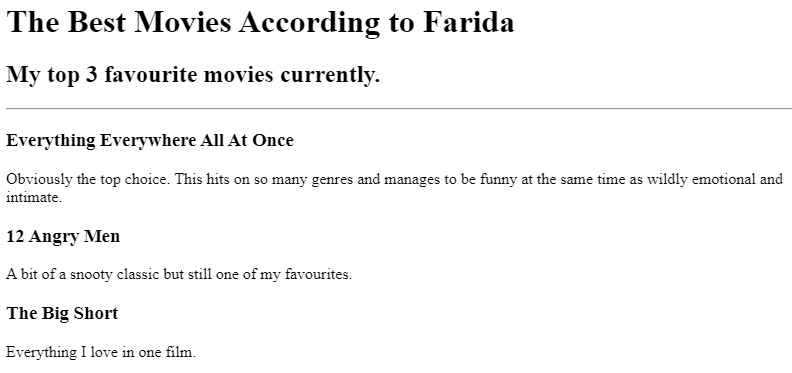 The Best Movies According to Farida
My top 3 favourite movies currently.
Everything Everywhere All At Once
Obviously the top choice. This hits on so many genres and manages to be funny at the same time as wildly emotional and
intimate.
12 Angry Men
A bit of a snooty classic but still one of my favourites.
The Big Short
Everything I love in one film.